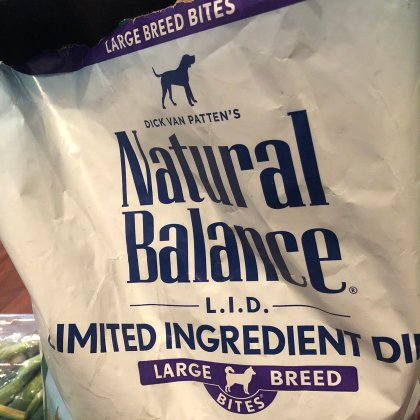 LARGE BREED BITES
DICK VAN PATTEN'S
Natural
Balance®
L.I.D.
LIMITED INGREDIENT DI
LARGE BREED
BITES